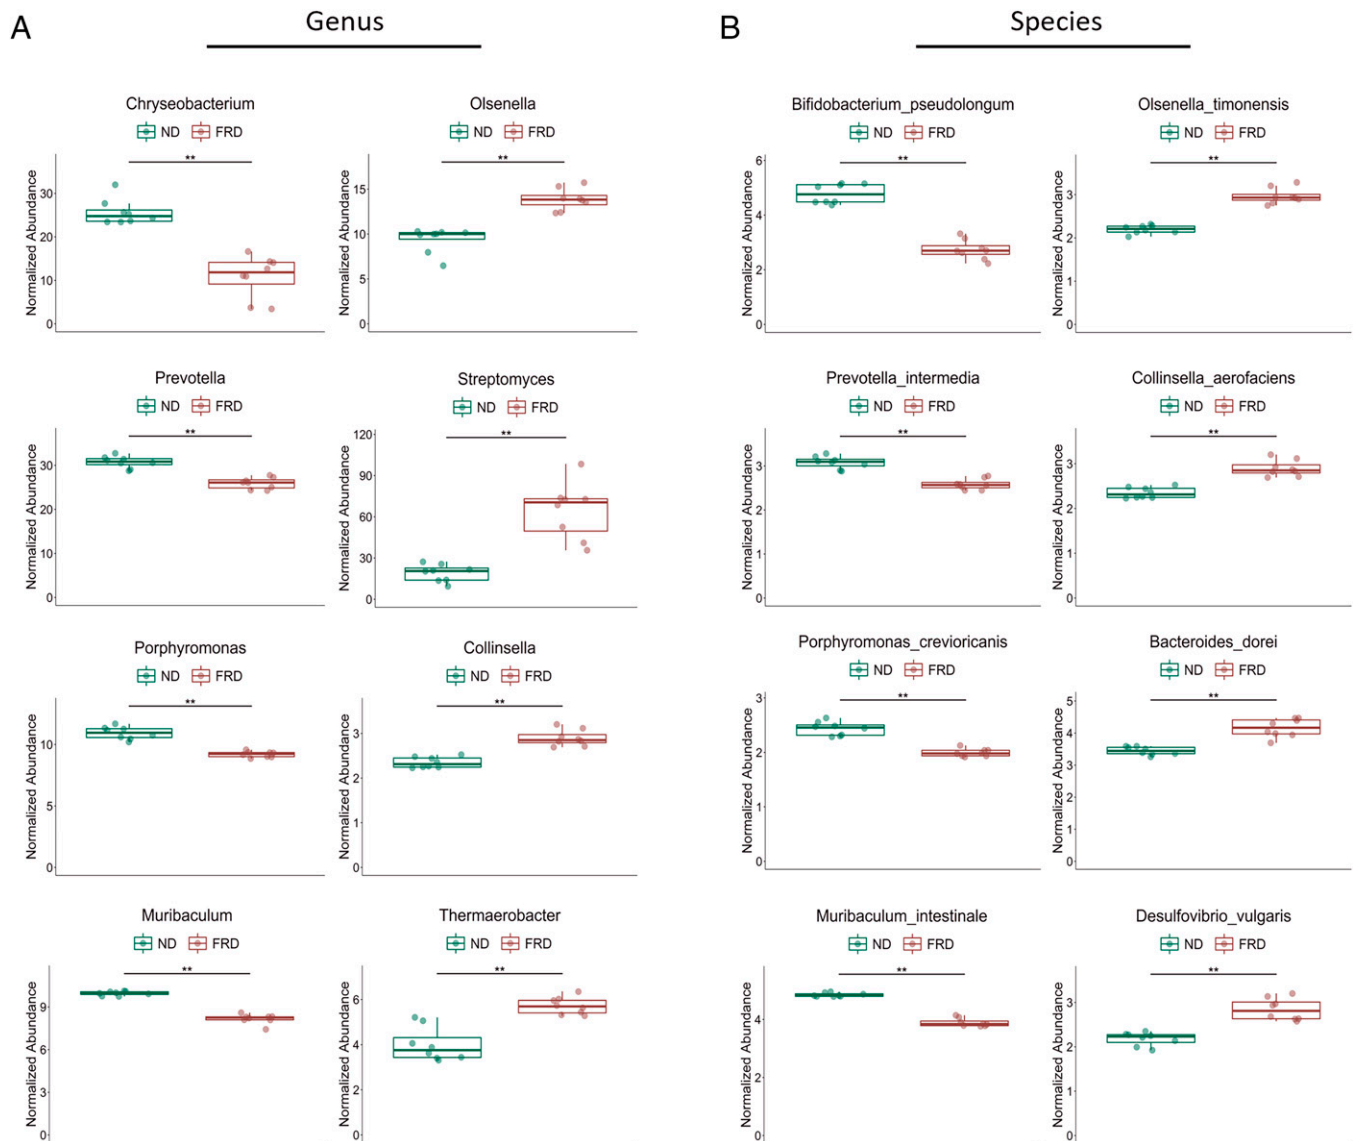 A
Genus
B
Species
Chryseobacterium
ND FRD
**
Normalized Abundance
30
20
10
0
Olsenella
ND FRD
**
Normalized Abundance
15
10
5
0
Bifidobacterium_pseudolongum
ND FRD
**
Normalized Abundance
6
4
2
0
Olsenella_timonensis
ND FRD
**
Normalized Abundance
3
2
1
0
Prevotella
ND FRD
**
Normalized Abundance
30
20
10
0
Streptomyces
ND FRD
**
Normalized Abundance
120
90
60
30
0
Prevotella_intermedia
ND FRD
**
Normalized Abundance
3
2
1
0
Collinsella_aerofaciens
ND FRD
**
Normalized Abundance
3
2
1
0
Porphyromonas
ND FRD
**
Normalized Abundance
10
5
0
Collinsella
ND FRD
**
Normalized Abundance
3
2
1
0
Porphyromonas_crevioricanis
ND FRD
**
Normalized Abundance
3
2
1
0
Bacteroides_dorei
ND FRD
**
Normalized Abundance
5
4
3
2
1
0
Muribaculum
ND FRD
**
Normalized Abundance
9
6
3
0
Thermaerobacter
ND FRD
**
Normalized Abundance
6
4
2
0
Muribaculum_intestinale
ND FRD
**
Normalized Abundance
4
2
0
Desulfovibrio_vulgaris
ND FRD
**
Normalized Abundance
3
2
1
0